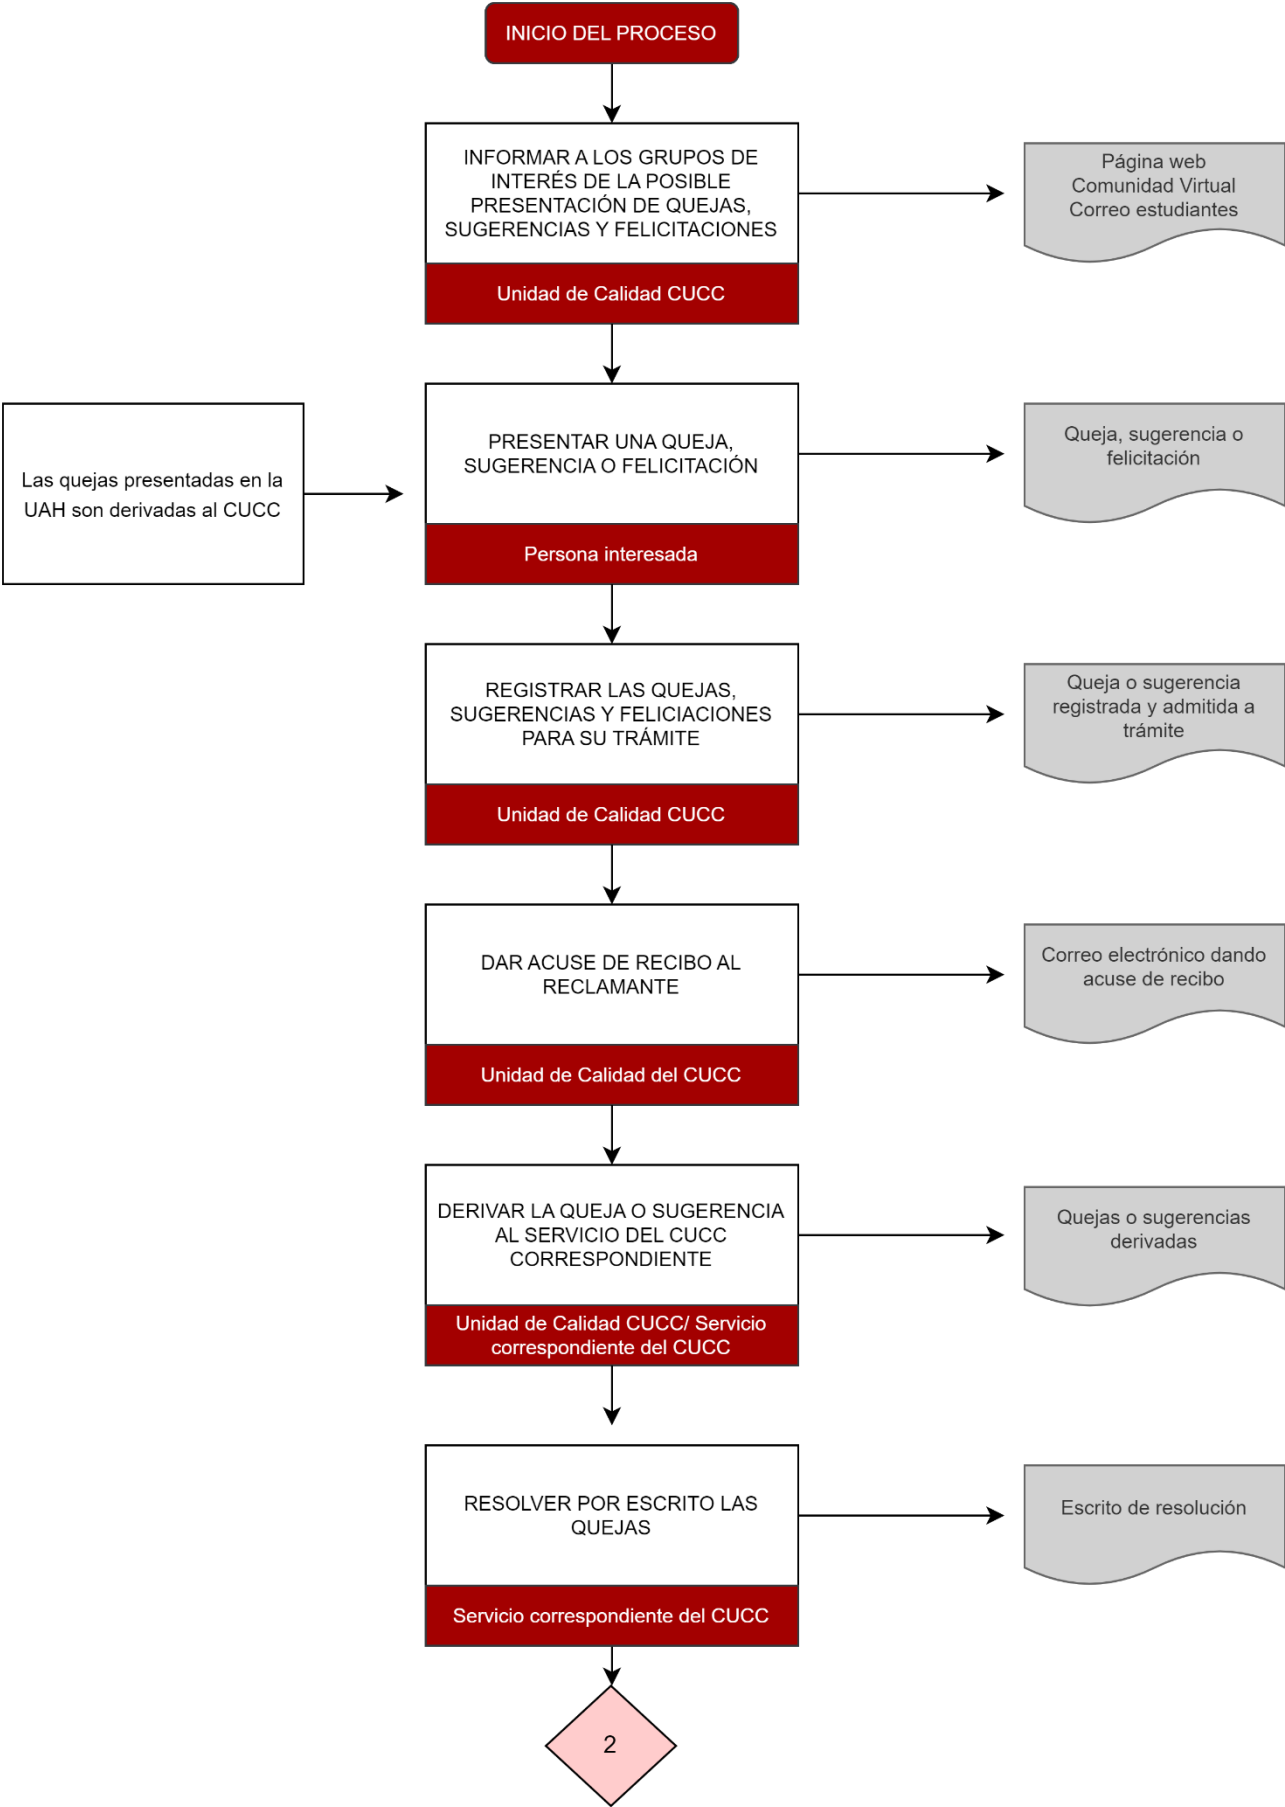 INICIO DEL PROCESO
INFORMAR A LOS GRUPOS DE
INTERÉS DE LA POSIBLE
PRESENTACIÓN DE QUEJAS,
SUGERENCIAS Y FELICITACIONES
Unidad de Calidad CUCC
Página web
Comunidad Virtual
Correo estudiantes
Las quejas presentadas en la
UAH son derivadas al CUCC
PRESENTAR UNA QUEJA,
SUGERENCIA O FELICITACIÓN
Persona interesada
Queja, sugerencia o
felicitación
REGISTRAR LAS QUEJAS,
SUGERENCIAS Y FELICIACIONES
PARA SU TRÁMITE
Unidad de Calidad CUCC
Queja o sugerencia
registrada y admitida a
trámite
DAR ACUSE DE RECIBO AL
RECLAMANTE
Unidad de Calidad del CUCC
Correo electrónico dando
acuse de recibo
DERIVAR LA QUEJA O SUGERENCIA
AL SERVICIO DEL CUCC
CORRESPONDIENTE
Unidad de Calidad CUCC/ Servicio
correspondiente del CUCC
Quejas o sugerencias
derivadas
RESOLVER POR ESCRITO LAS
QUEJAS
Servicio correspondiente del CUCC
Escrito de resolución
2